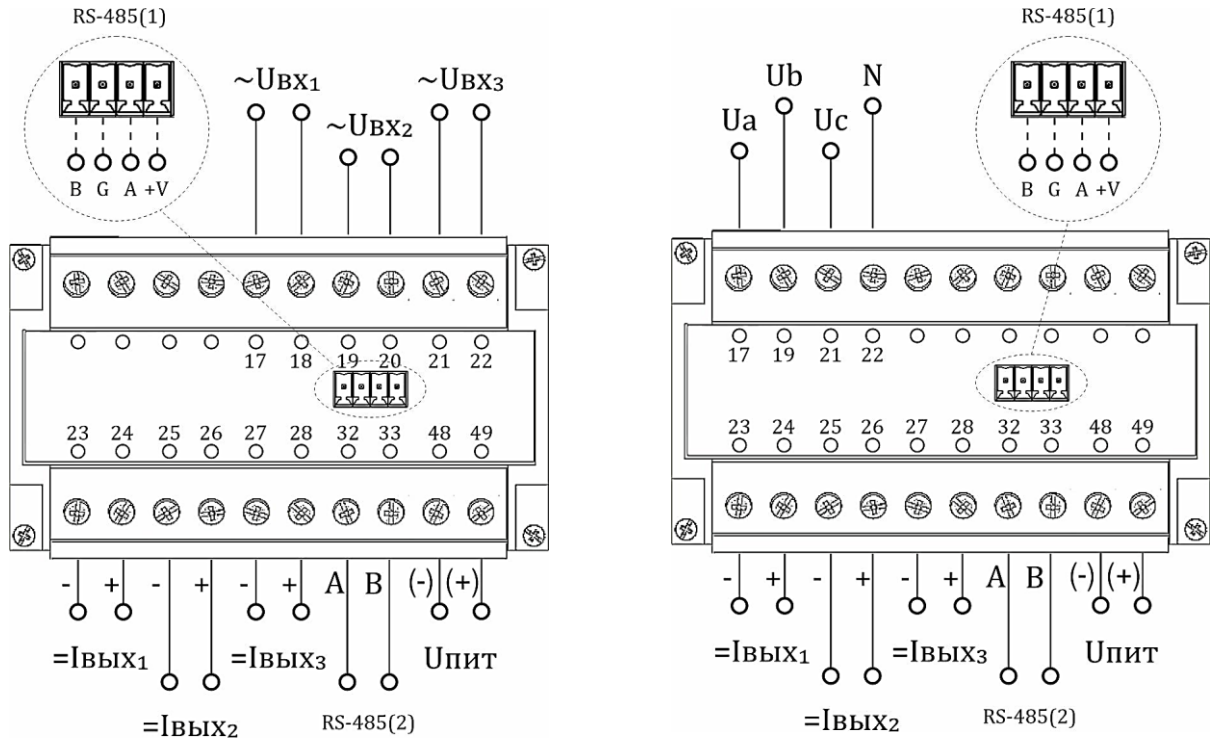 RS-485(1)
B G A +V
~Uвх1
~Uвх2
~Uвх3
17 18 19 20 21 22
23 24 25 26 27 28 32 33 48 49
- + - + - + A B (-) (+)
=Iвых1
=Iвых2
=Iвых3
RS-485(2)
Uпит
RS-485(1)
B G A +V
Ua
Ub
Uc
N
17 19 21 22
23 24 25 26 27 28 32 33 48 49
- + - + - + A B (-) (+)
=Iвых1
=Iвых2
=Iвых3
RS-485(2)
Uпит